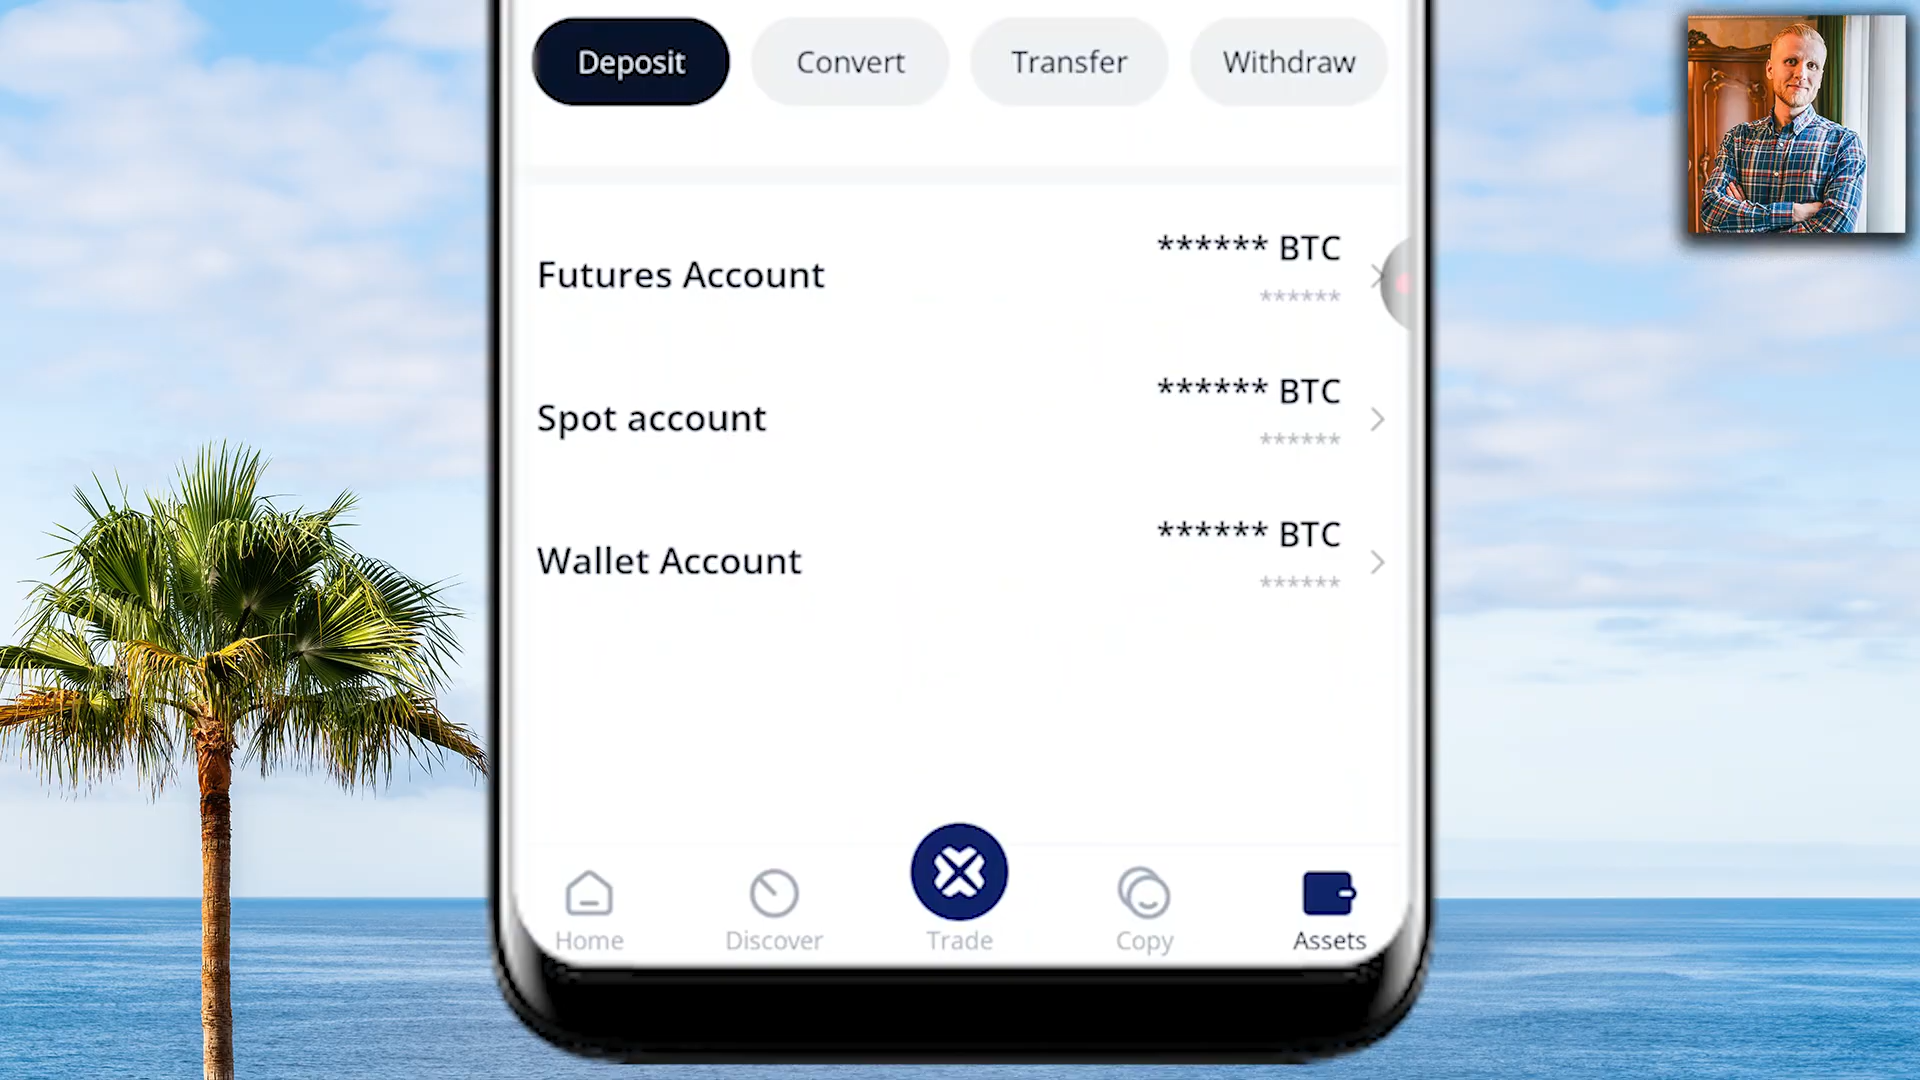 Deposit Convert Transfer Withdraw
Futures Account ****** BTC
******
Spot account ****** BTC
******
Wallet Account ****** BTC
******
Home Discover Trade Copy Assets